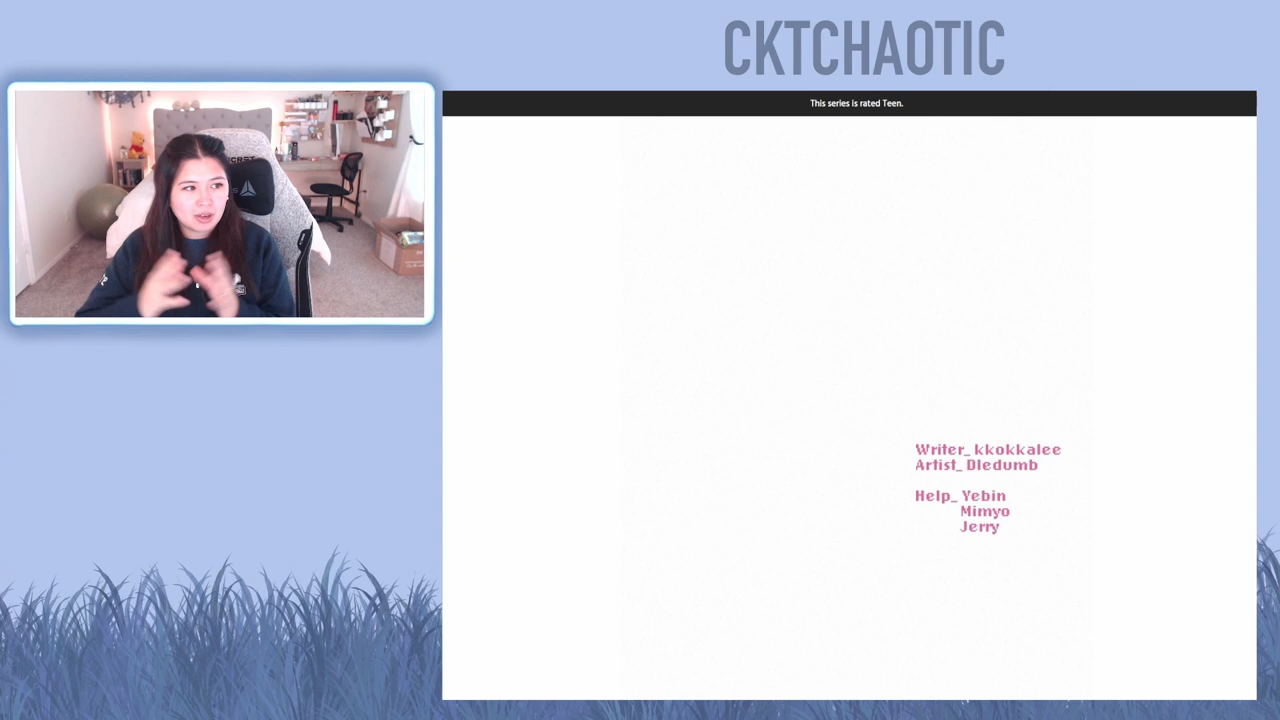 CKTCHAOTIC
This series is rated Teen.
Writer_ kkokkalee
Artist_ Dledumb
Help_ Yebin
Mimyo
Jerry